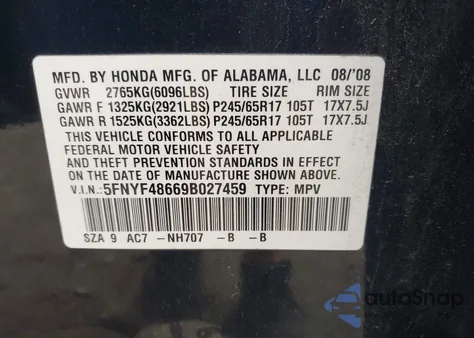 MFD. BY HONDA MFG. OF ALABAMA, LLC 08/'08
GVWR 2765KG(6096LBS) TIRE SIZE RIM SIZE
GAWR F 1325KG(2921LBS) P245/65R17 105T 17X7.5J
GAWR R 1525KG(3362LBS) P245/65R17 105T 17X7.5J
THIS VEHICLE CONFORMS TO ALL APPLICABLE
FEDERAL MOTOR VEHICLE SAFETY
AND THEFT PREVENTION STANDARDS IN EFFECT
ON THE DATE OF MANUFACTURE SHOWN ABOVE.
V.I.N: 5FNYF48669B027459 TYPE: MPV
SZA 9 AC7 -NH707 -B -B
autoSnap